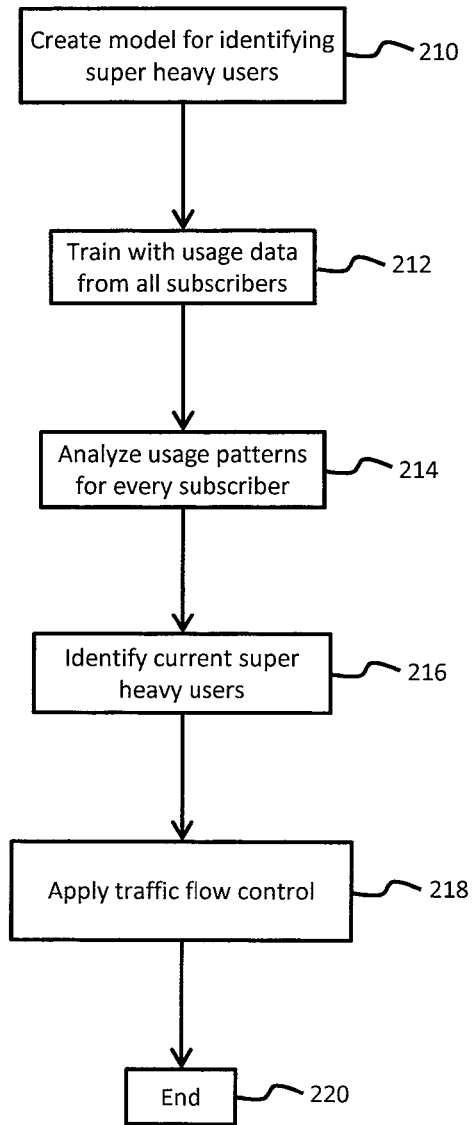 Create model for identifying
super heavy users
210
Train with usage data
from all subscribers
212
Analyze usage patterns
for every subscriber
214
Identify current super
heavy users
216
Apply traffic flow control
218
End
220